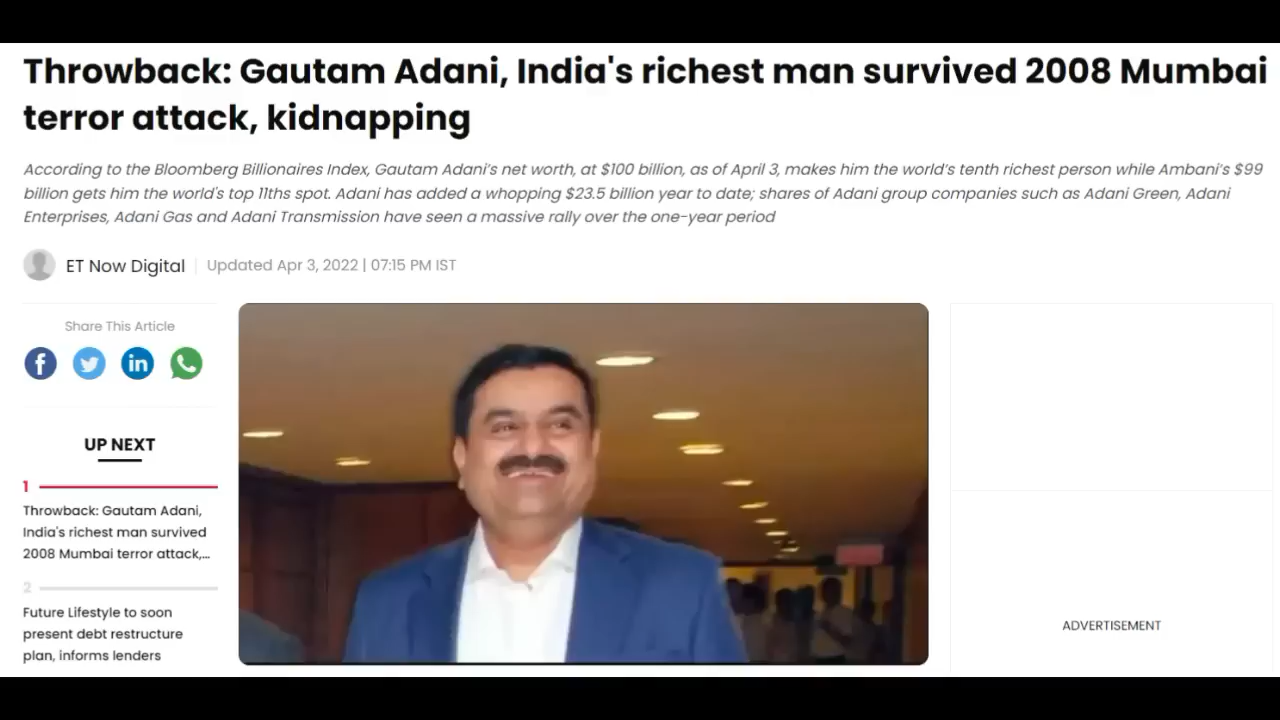 Throwback: Gautam Adani, India's richest man survived 2008 Mumbai
terror attack, kidnapping
According to the Bloomberg Billionaires Index, Gautam Adani's net worth, at $100 billion, as of April 3, makes him the world's tenth richest person while Ambani's $99
billion gets him the world's top 11ths spot. Adani has added a whopping $23.5 billion year to date; shares of Adani group companies such as Adani Green, Adani
Enterprises, Adani Gas and Adani Transmission have seen a massive rally over the one-year period
ET Now Digital
Updated Apr 3, 2022 | 07:15 PM IST
Share This Article
UP NEXT
1
Throwback: Gautam Adani,
India's richest man survived
2008 Mumbai terror attack,...
2
Future Lifestyle to soon
present debt restructure
plan, informs lenders
ADVERTISEMENT